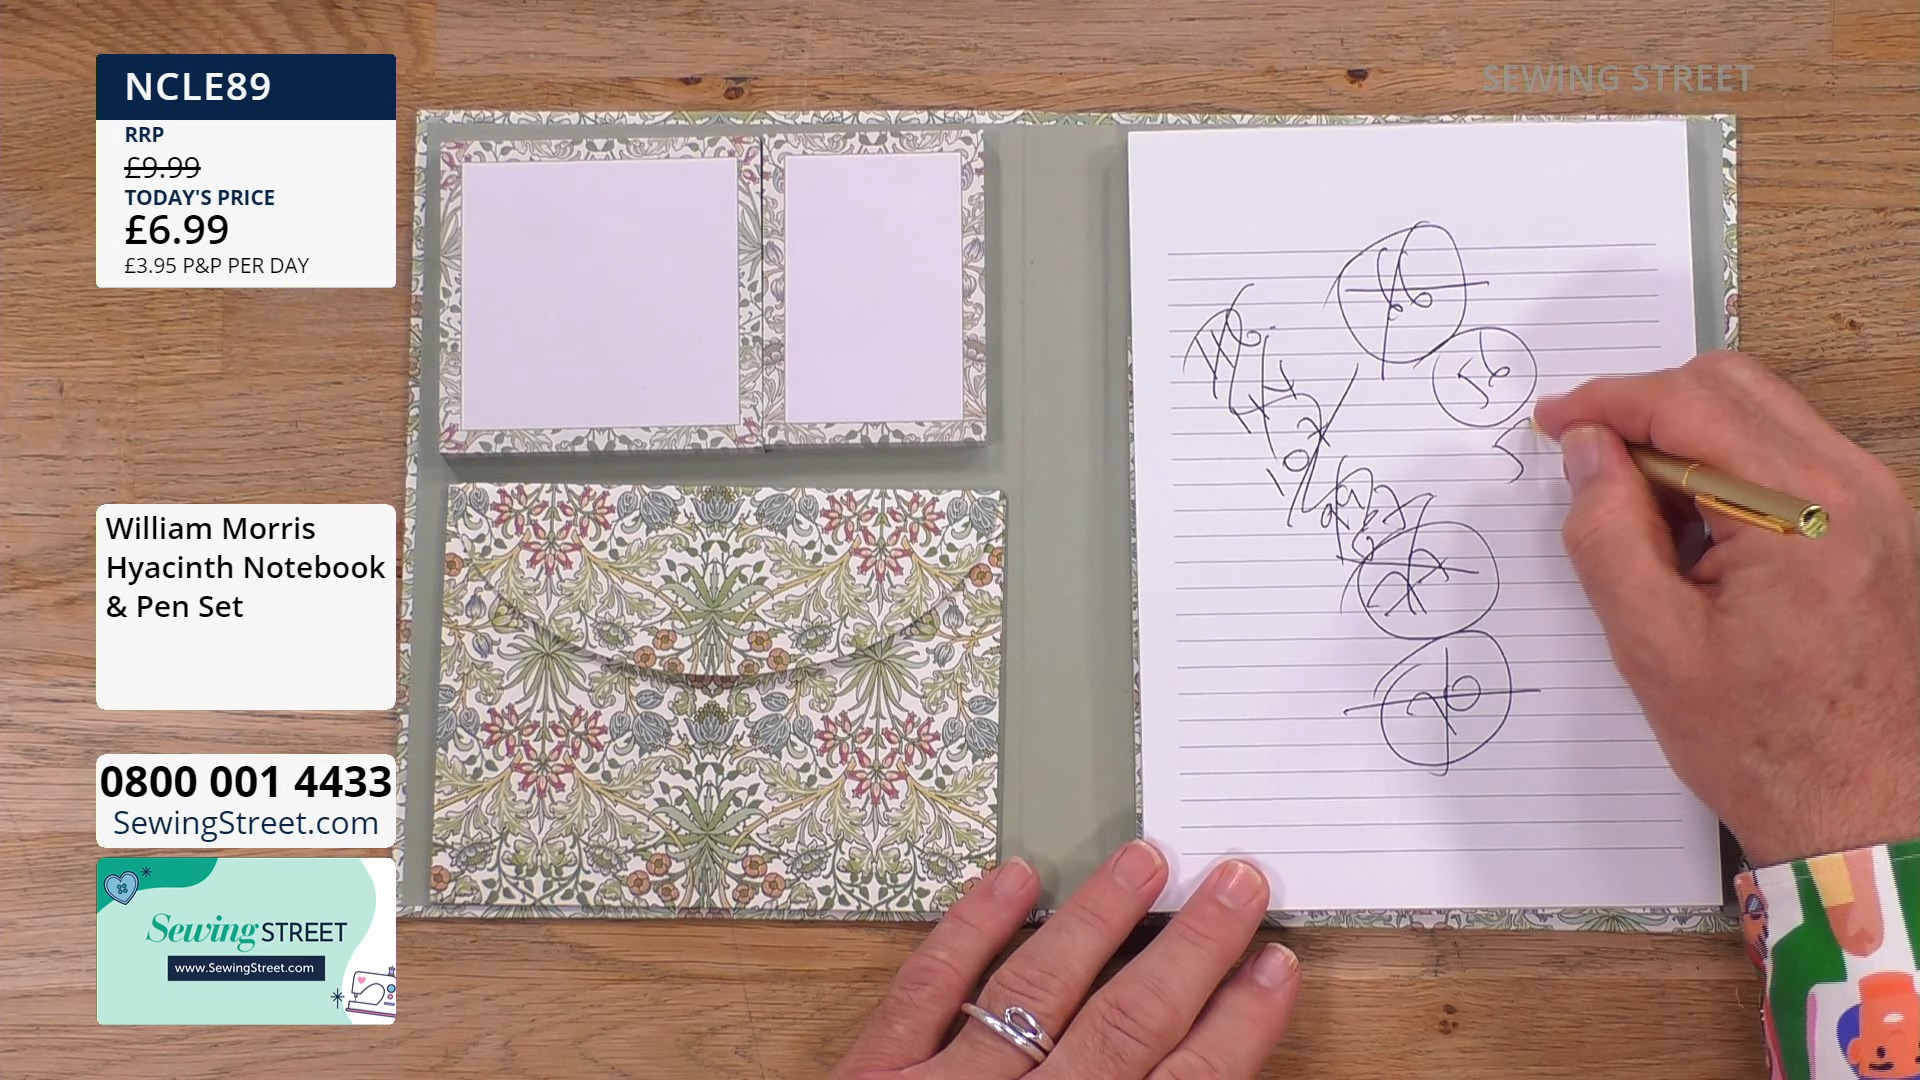 NCLE89
RRP
£9.99
TODAY'S PRICE
£6.99
£3.95 P&P PER DAY
William Morris
Hyacinth Notebook
& Pen Set
0800 001 4433
SewingStreet.com
Sewing STREET
www.SewingStreet.com
SEWING STREET
56